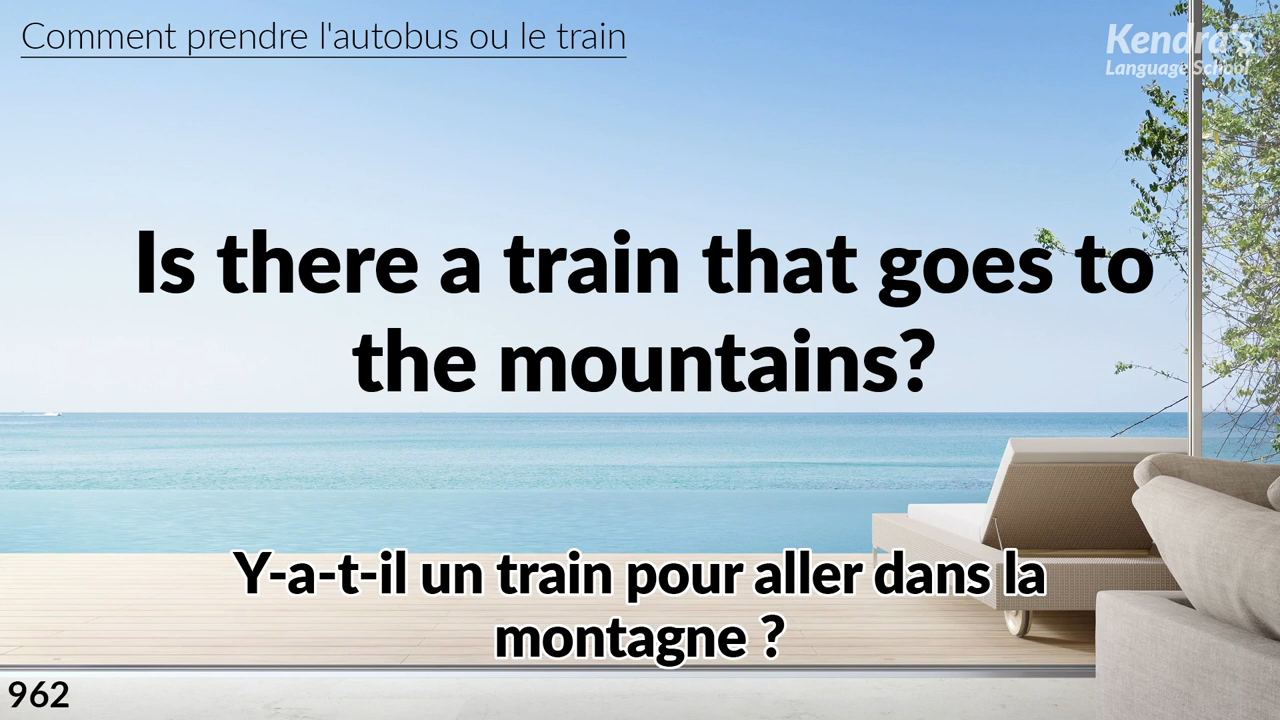 Comment prendre l'autobus ou le train
Kendra's
Language School
Is there a train that goes to
the mountains?
Y-a-t-il un train pour aller dans la
montagne ?
962